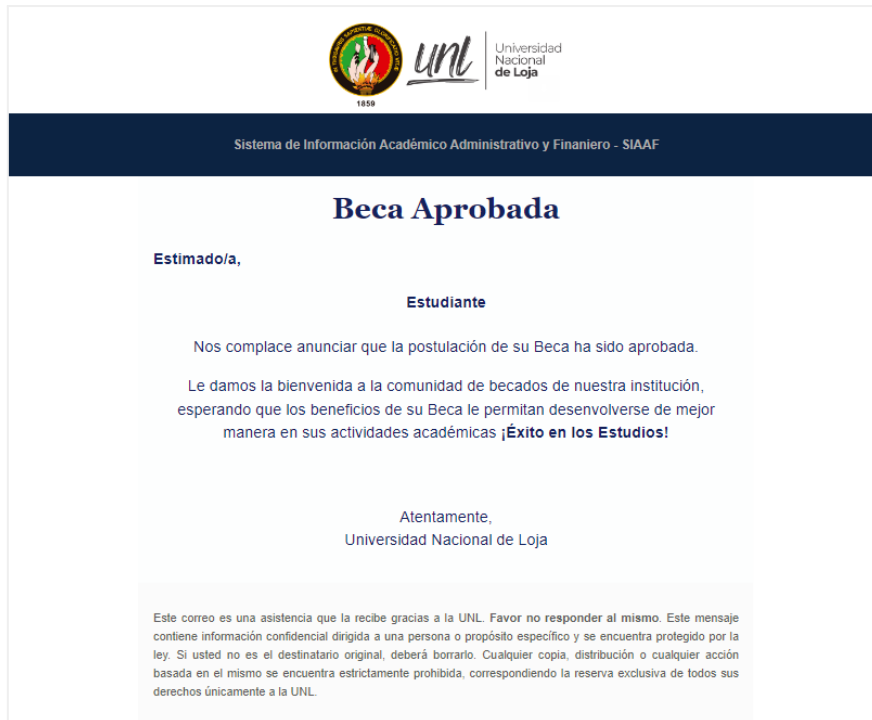 unl
Universidad
Nacional
de Loja
1859
Sistema de Información Académico Administrativo y Finaniero - SIAAF
Beca Aprobada
Estimado/a,
Estudiante
Nos complace anunciar que la postulación de su Beca ha sido aprobada.
Le damos la bienvenida a la comunidad de becados de nuestra institución,
esperando que los beneficios de su Beca le permitan desenvolverse de mejor
manera en sus actividades académicas ¡Éxito en los Estudios!
Atentamente,
Universidad Nacional de Loja
Este correo es una asistencia que la recibe gracias a la UNL. Favor no responder al mismo. Este mensaje
contiene información confidencial dirigida a una persona o propósito específico y se encuentra protegido por la
ley. Si usted no es el destinatario original, deberá borrarlo. Cualquier copia, distribución o cualquier acción
basada en el mismo se encuentra estrictamente prohibida, correspondiendo la reserva exclusiva de todos sus
derechos únicamente a la UNL.